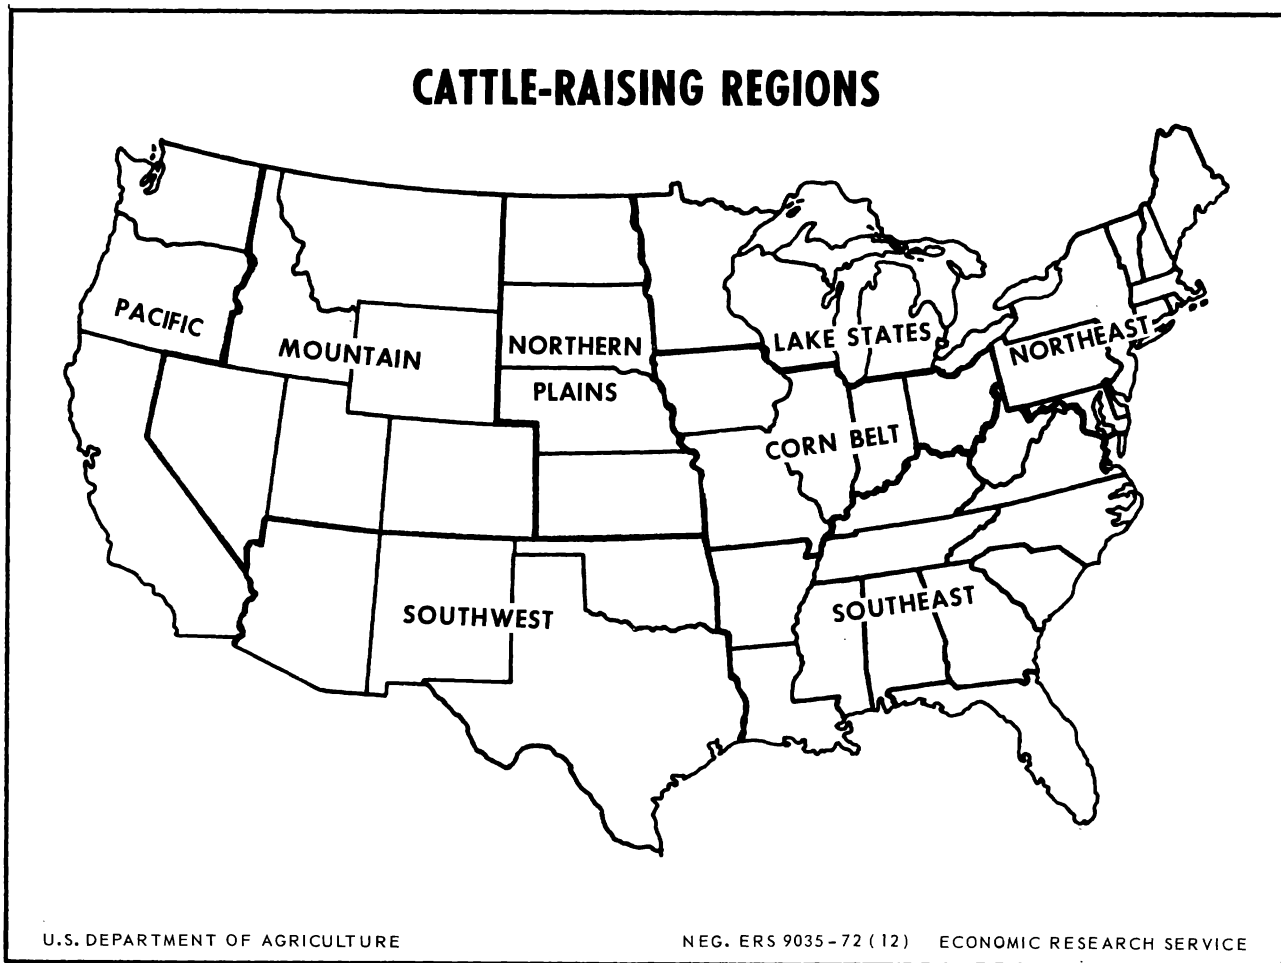 CATTLE-RAISING REGIONS
PACIFIC
MOUNTAIN
NORTHERN
PLAINS
LAKE STATES
NORTHEAST
CORN BELT
SOUTHWEST
SOUTHEAST
U.S. DEPARTMENT OF AGRICULTURE
NEG. ERS 9035-72 (12) ECONOMIC RESEARCH SERVICE